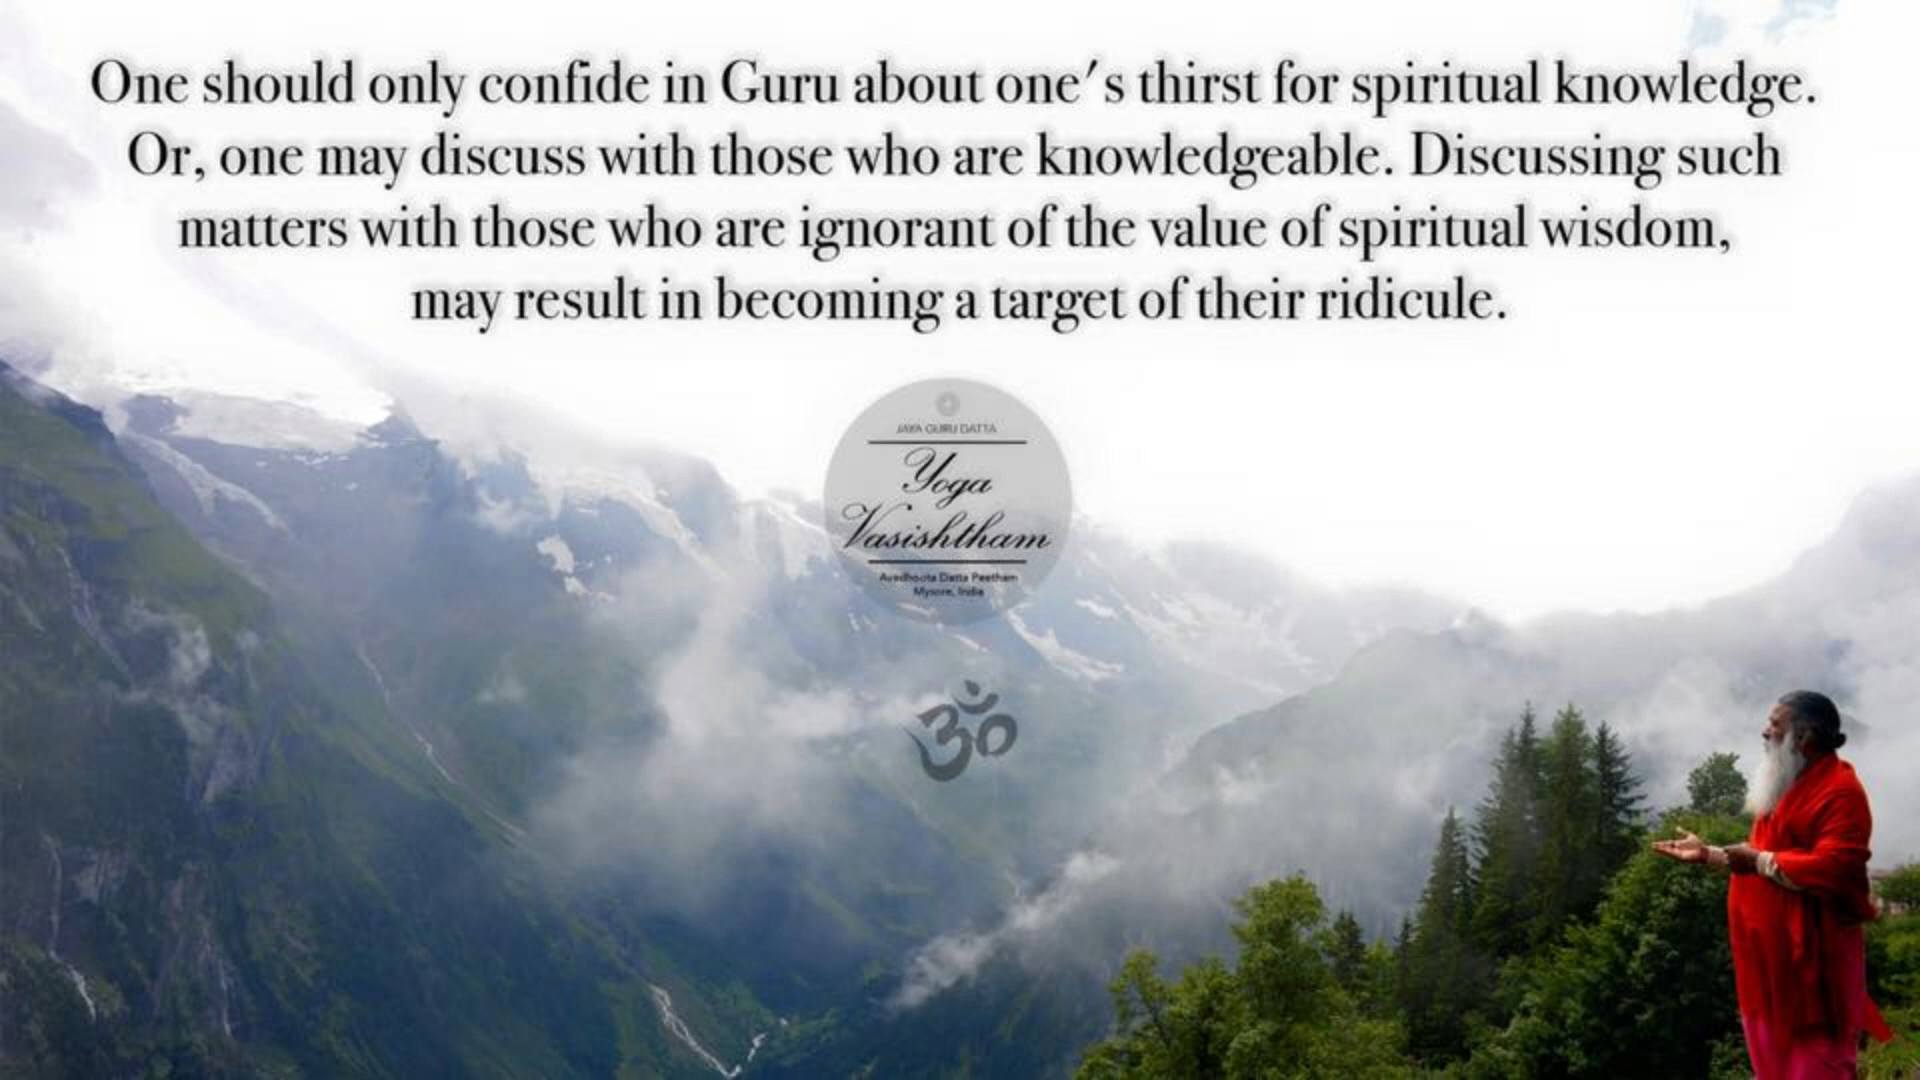 One should only confide in Guru about one's thirst for spiritual knowledge.
Or, one may discuss with those who are knowledgeable. Discussing such
matters with those who are ignorant of the value of spiritual wisdom,
may result in becoming a target of their ridicule.
JAYA GURU DATTA
Yoga
Vasishtham
Avadhoota Datta Peetham
Mysore, India
ॐ